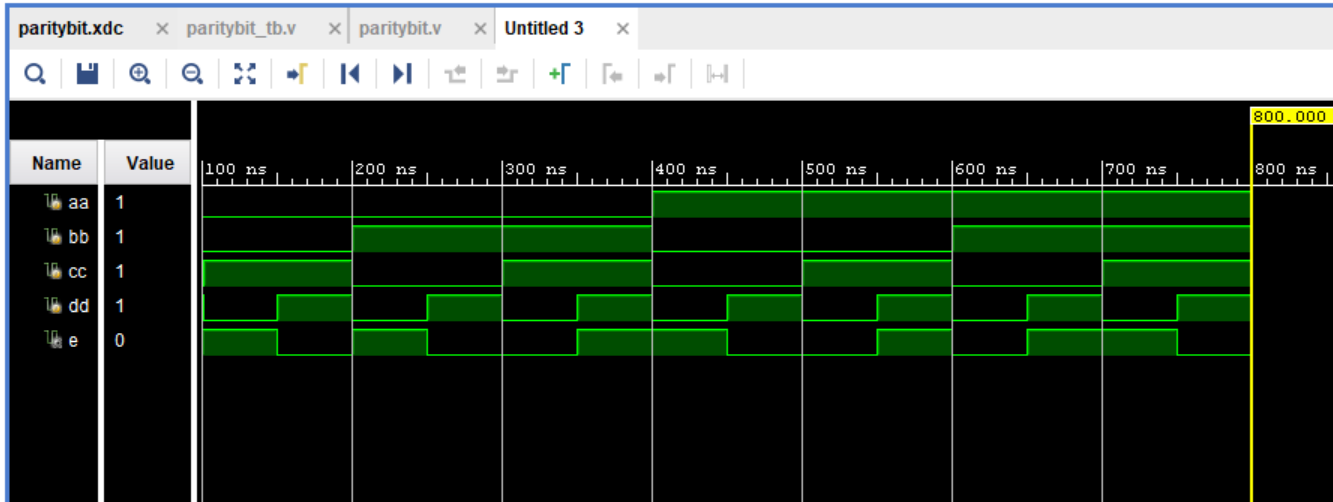 paritybit.xdc × paritybit_tb.v × paritybit.v × Untitled 3 ×
800.000
Name Value 100 ns 200 ns 300 ns 400 ns 500 ns 600 ns 700 ns 800 ns
aa 1
bb 1
cc 1
dd 1
e 0